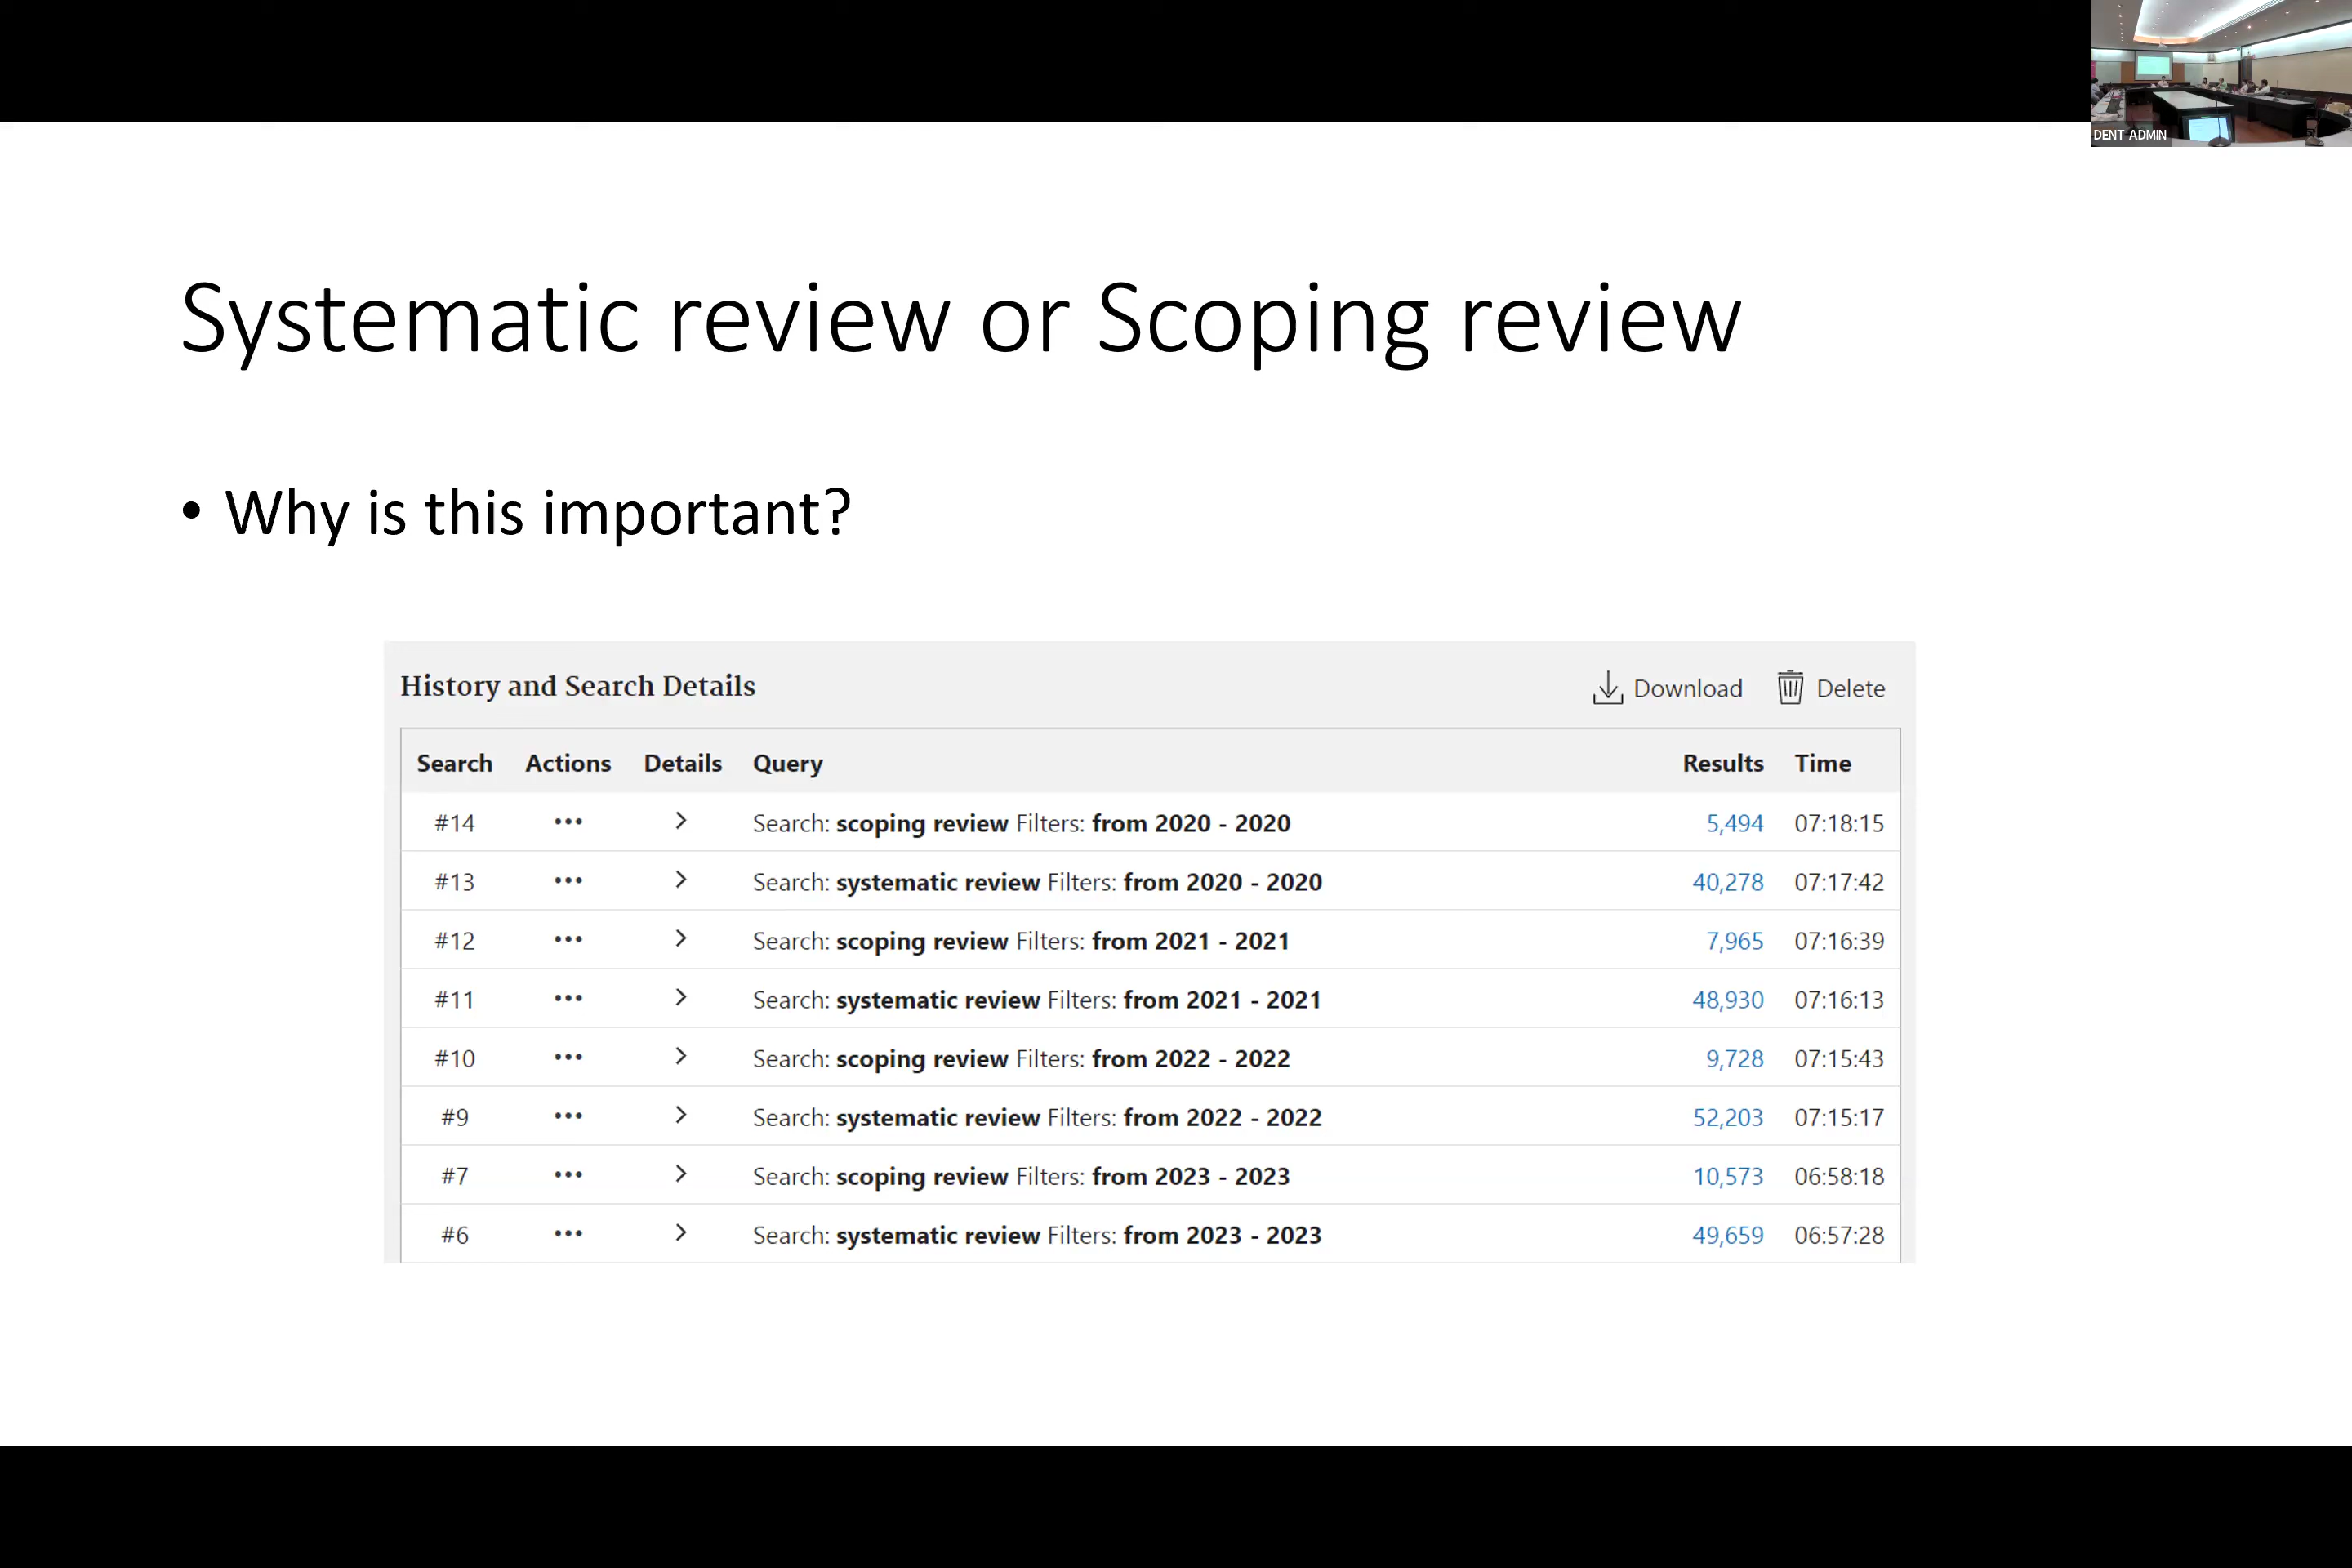 DENT ADMIN
Systematic review or Scoping review
• Why is this important?
History and Search Details Download Delete
Search Actions Details Query Results Time
#14 ••• > Search: scoping review Filters: from 2020 - 2020 5,494 07:18:15
#13 ••• > Search: systematic review Filters: from 2020 - 2020 40,278 07:17:42
#12 ••• > Search: scoping review Filters: from 2021 - 2021 7,965 07:16:39
#11 ••• > Search: systematic review Filters: from 2021 - 2021 48,930 07:16:13
#10 ••• > Search: scoping review Filters: from 2022 - 2022 9,728 07:15:43
#9 ••• > Search: systematic review Filters: from 2022 - 2022 52,203 07:15:17
#7 ••• > Search: scoping review Filters: from 2023 - 2023 10,573 06:58:18
#6 ••• > Search: systematic review Filters: from 2023 - 2023 49,659 06:57:28